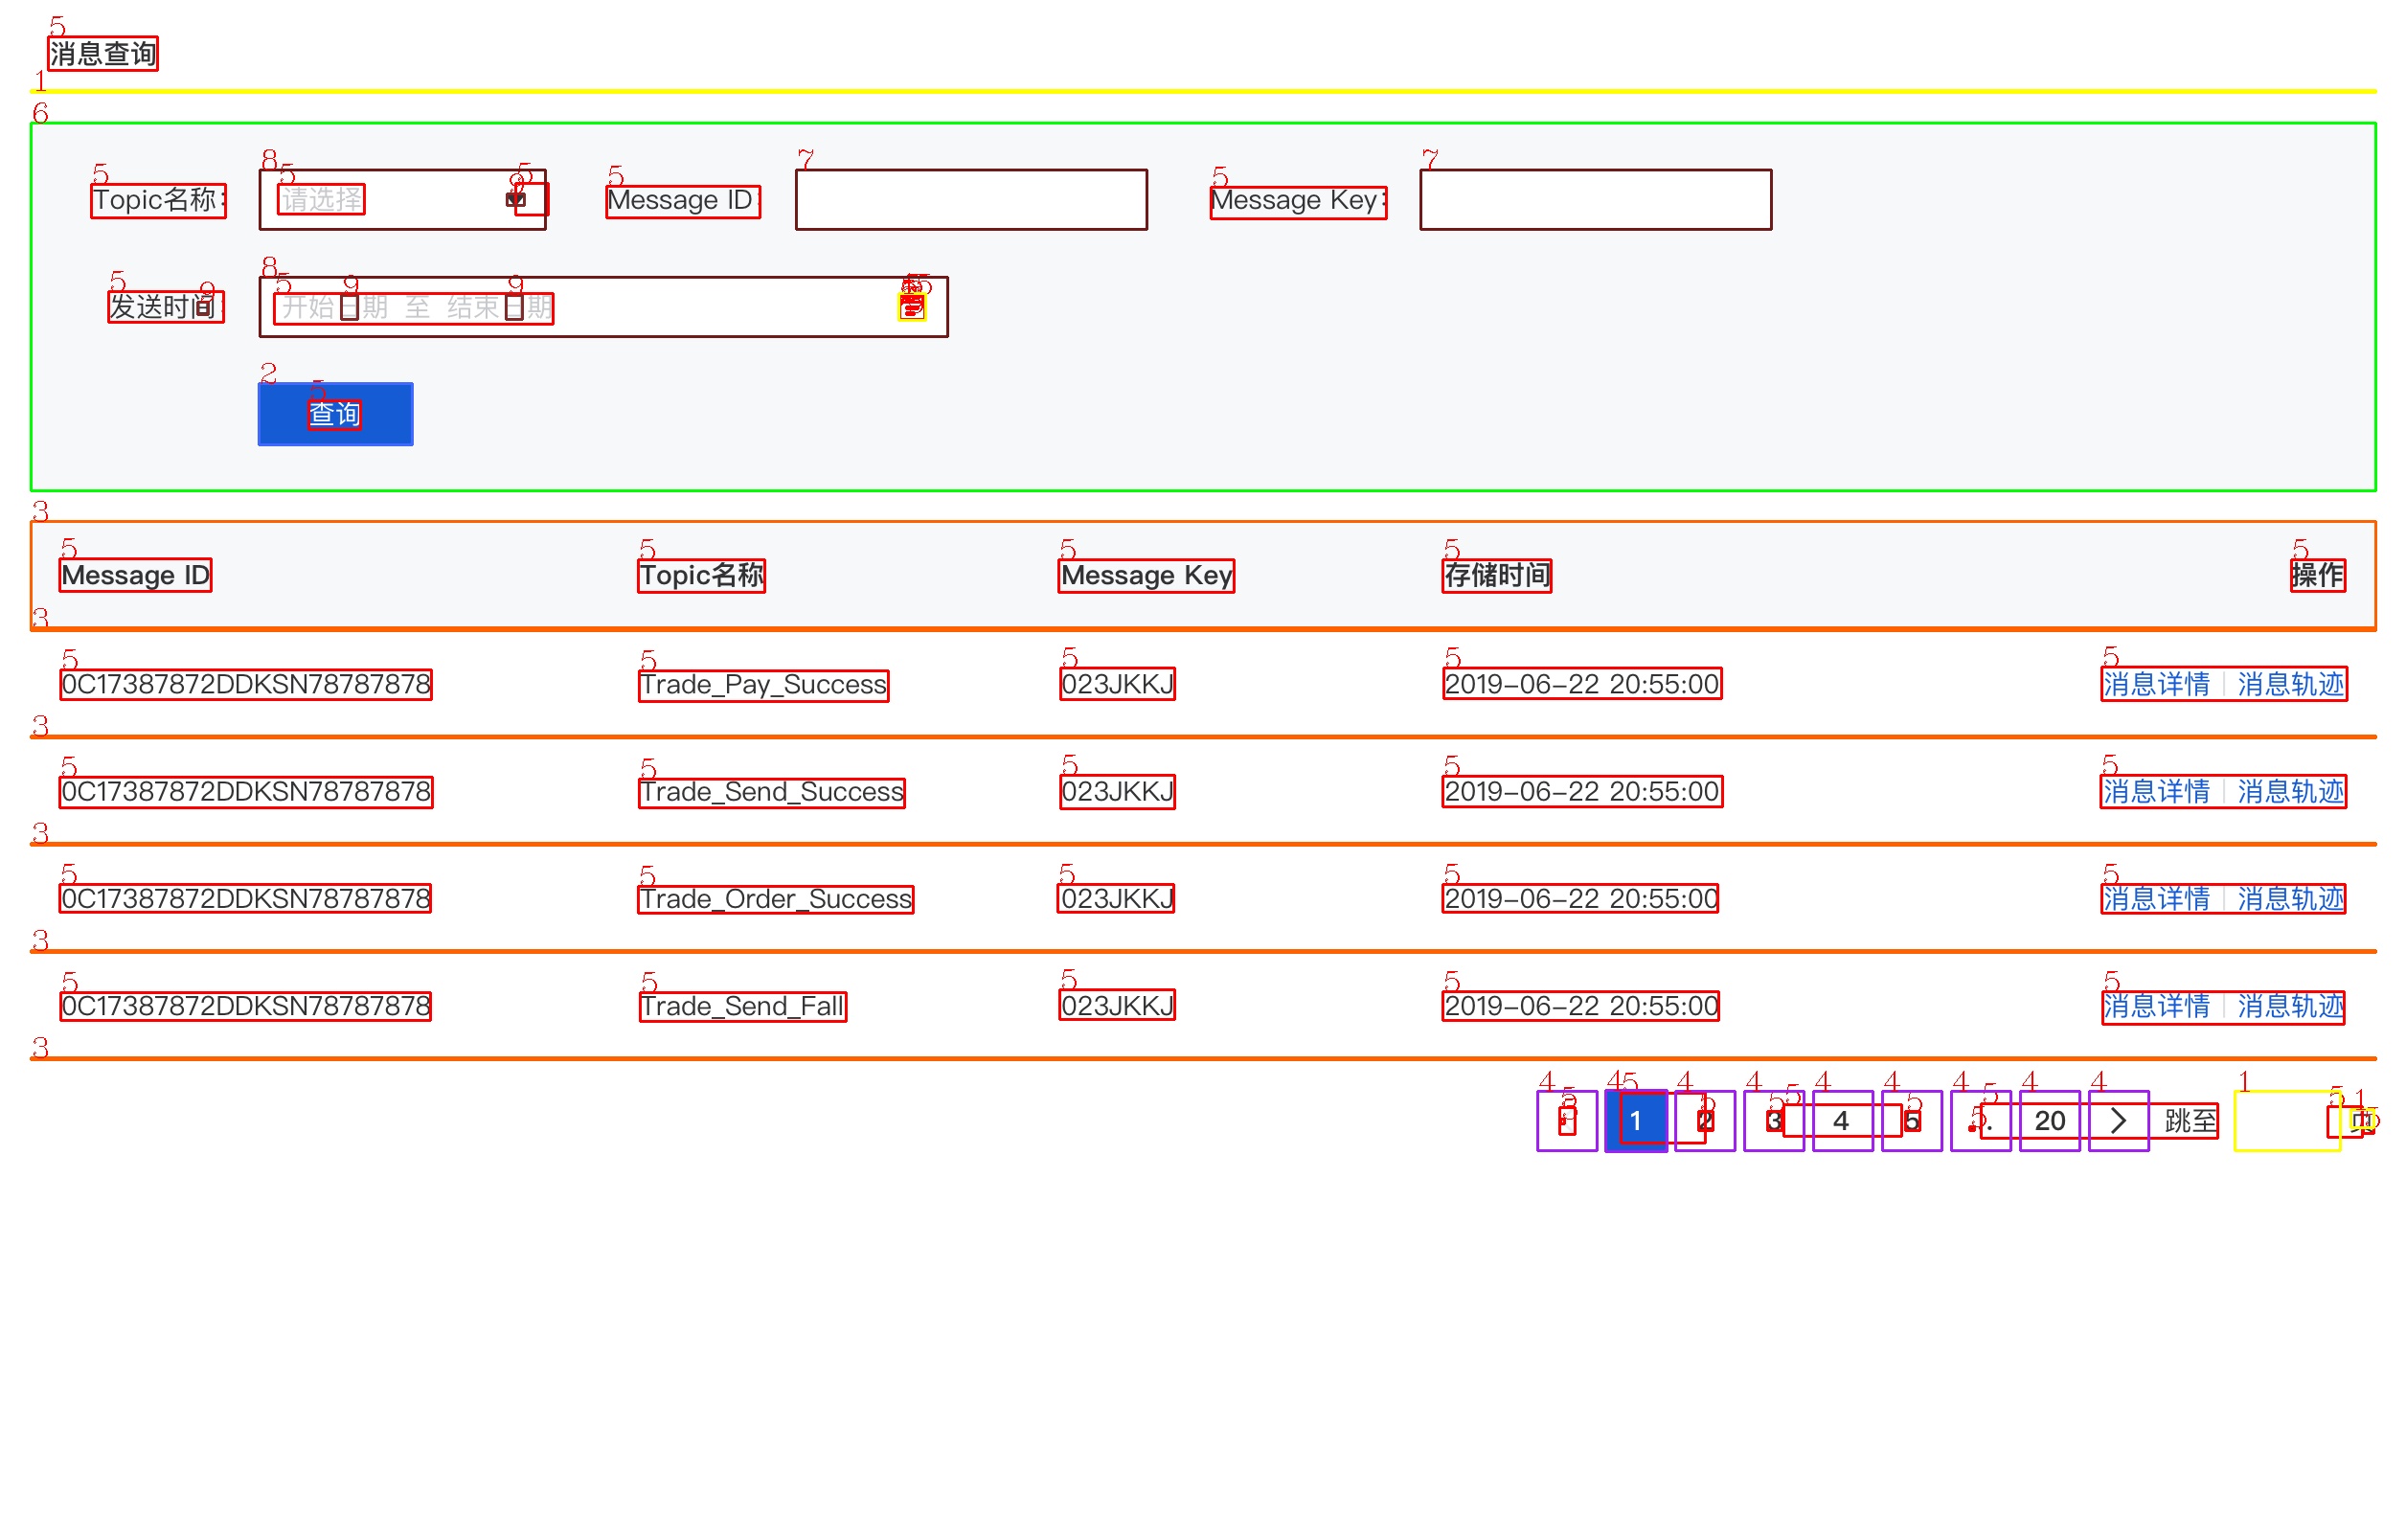 消息查询
Topic名称: 请选择 Message ID: Message Key:
发送时间: 开始日期 至 结束日期
查询
Message ID Topic名称 Message Key 存储时间 操作
0C17387872DDKSN78787878 Trade_Pay_Success 023JKKJ 2019-06-22 20:55:00 消息详情 | 消息轨迹
0C17387872DDKSN78787878 Trade_Send_Success 023JKKJ 2019-06-22 20:55:00 消息详情 | 消息轨迹
0C17387872DDKSN78787878 Trade_Order_Success 023JKKJ 2019-06-22 20:55:00 消息详情 | 消息轨迹
0C17387872DDKSN78787878 Trade_Send_Fall 023JKKJ 2019-06-22 20:55:00 消息详情 | 消息轨迹
1 2 3 4 5 20 > 跳至 页